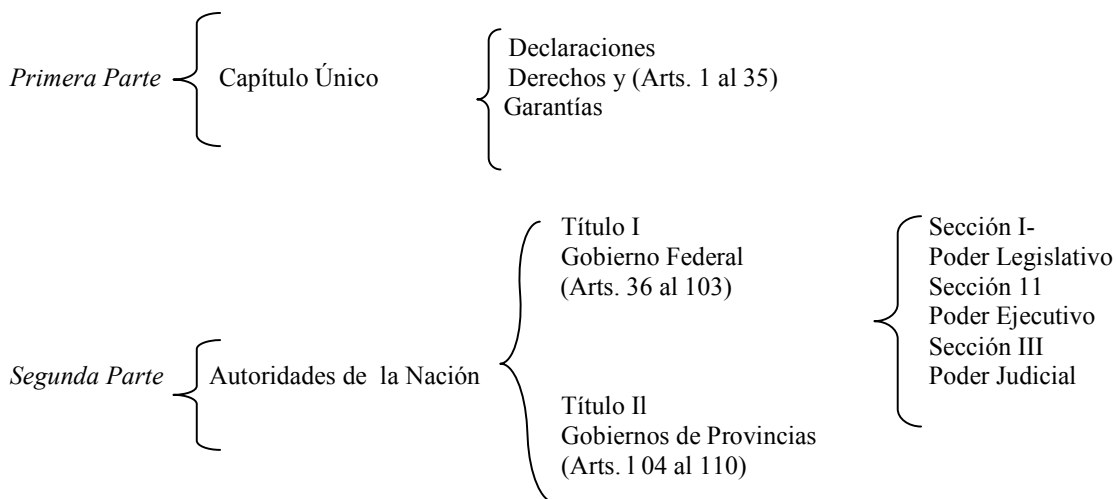 Primera Parte
Capítulo Único
Declaraciones
Derechos y (Arts. 1 al 35)
Garantías
Segunda Parte
Autoridades de la Nación
Título I
Gobierno Federal
(Arts. 36 al 103)
Título Il
Gobiernos de Provincias
(Arts. l 04 al 110)
Sección I-
Poder Legislativo
Sección 11
Poder Ejecutivo
Sección III
Poder Judicial